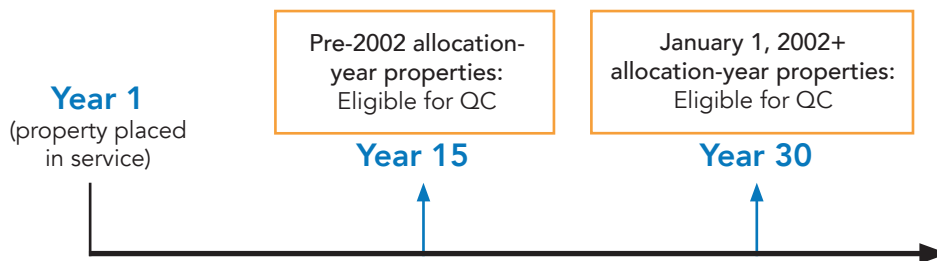 Year 1
(property placed
in service)
Pre-2002 allocation-
year properties:
Eligible for QC
Year 15
January 1, 2002+
allocation-year properties:
Eligible for QC
Year 30